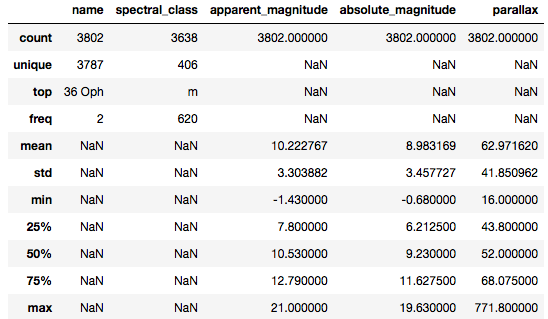 name spectral_class apparent_magnitude absolute_magnitude parallax
count 3802 3638 3802.000000 3802.000000 3802.000000
unique 3787 406 NaN NaN NaN
top 36 Oph m NaN NaN NaN
freq 2 620 NaN NaN NaN
mean NaN NaN 10.222767 8.983169 62.971620
std NaN NaN 3.303882 3.457727 41.850962
min NaN NaN -1.430000 -0.680000 16.000000
25% NaN NaN 7.800000 6.212500 43.800000
50% NaN NaN 10.530000 9.230000 52.000000
75% NaN NaN 12.790000 11.627500 68.075000
max NaN NaN 21.000000 19.630000 771.800000